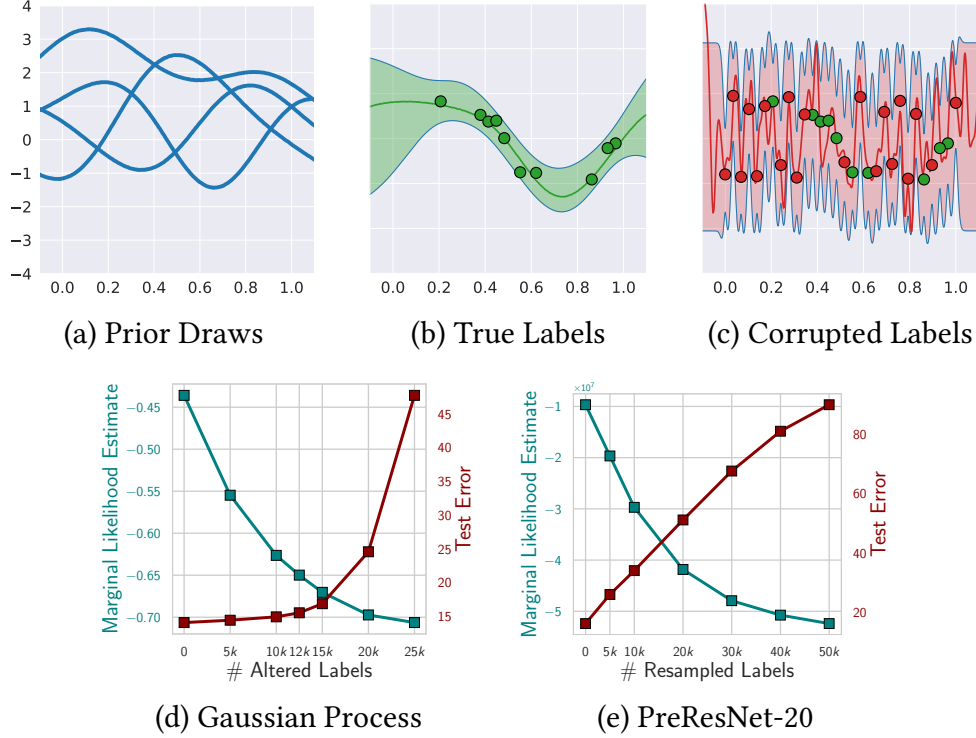 4
3
2
1
0
−1
−2
−3
−4
0.0 0.2 0.4 0.6 0.8 1.0
0.0 0.2 0.4 0.6 0.8 1.0
0.0 0.2 0.4 0.6 0.8 1.0
(a) Prior Draws
(b) True Labels
(c) Corrupted Labels
Marginal Likelihood Estimate
−0.45
−0.50
−0.55
−0.60
−0.65
−0.70
45
40
35
30
25
20
15
Test Error
0 5k 10k 12k 15k 20k 25k
# Altered Labels
×10⁷
Marginal Likelihood Estimate
−1
−2
−3
−4
−5
80
60
40
20
Test Error
0 5k 10k 20k 30k 40k 50k
# Resampled Labels
(d) Gaussian Process
(e) PreResNet-20